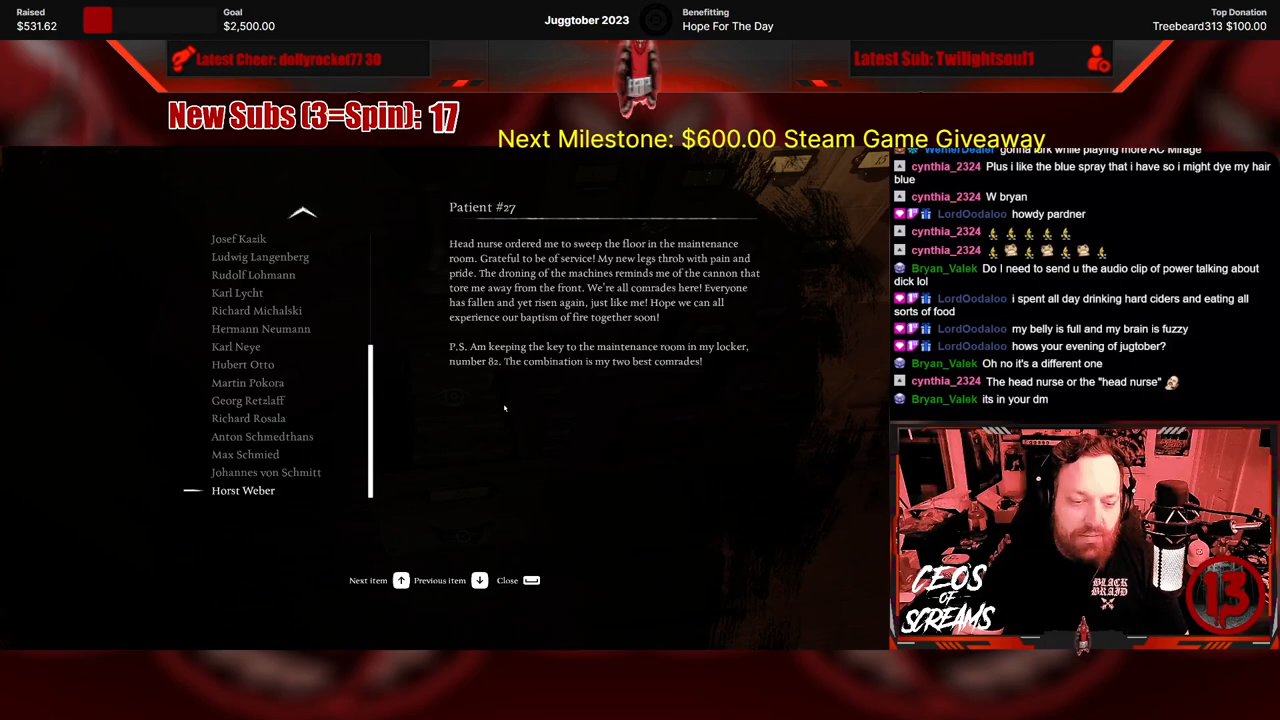 Raised
$531.62
Goal
$2,500.00
Juggtober 2023
Benefitting
Hope For The Day
Top Donation
Treebeard313 $100.00
Latest Cheer: dollyrocket77 30
Latest Sub: Twilightsoul1
New Subs (3=Spin): 17
Next Milestone: $600.00 Steam Game Giveaway
Josef Kazik
Ludwig Langenberg
Rudolf Lohmann
Karl Lycht
Richard Michalski
Hermann Neumann
Karl Neye
Hubert Otto
Martin Pokora
Georg Retzlaff
Richard Rosala
Anton Schmedthans
Max Schmied
Johannes von Schmitt
Horst Weber
Patient #27
Head nurse ordered me to sweep the floor in the maintenance
room. Grateful to be of service! My new legs throb with pain and
pride. The droning of the machines reminds me of the cannon that
tore me away from the front. We're all comrades here! Everyone
has fallen and yet risen again, just like me! Hope we can all
experience our baptism of fire together soon!
P.S. Am keeping the key to the maintenance room in my locker,
number 82. The combination is my two best comrades!
Next item Previous item Close
gonna lurk while playing more AC Mirage
cynthia_2324 Plus i like the blue spray that i have so i might dye my hair
blue
cynthia_2324 W bryan
LordOodaloo howdy pardner
cynthia_2324
cynthia_2324
Bryan_Valek Do I need to send u the audio clip of power talking about
dick lol
LordOodaloo i spent all day drinking hard ciders and eating all
sorts of food
LordOodaloo my belly is full and my brain is fuzzy
LordOodaloo hows your evening of jugtober?
Bryan_Valek Oh no it's a different one
cynthia_2324 The head nurse or the "head nurse"
Bryan_Valek its in your dm
CEOS
OF
SCREAMS
BLACK
BRAID
13